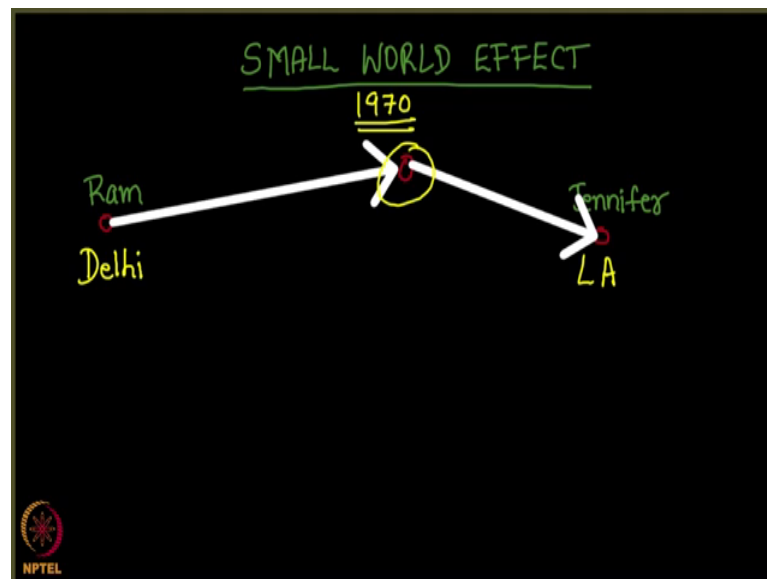 SMALL WORLD EFFECT
1970
Ram
Jennifer
Delhi
LA
NPTEL